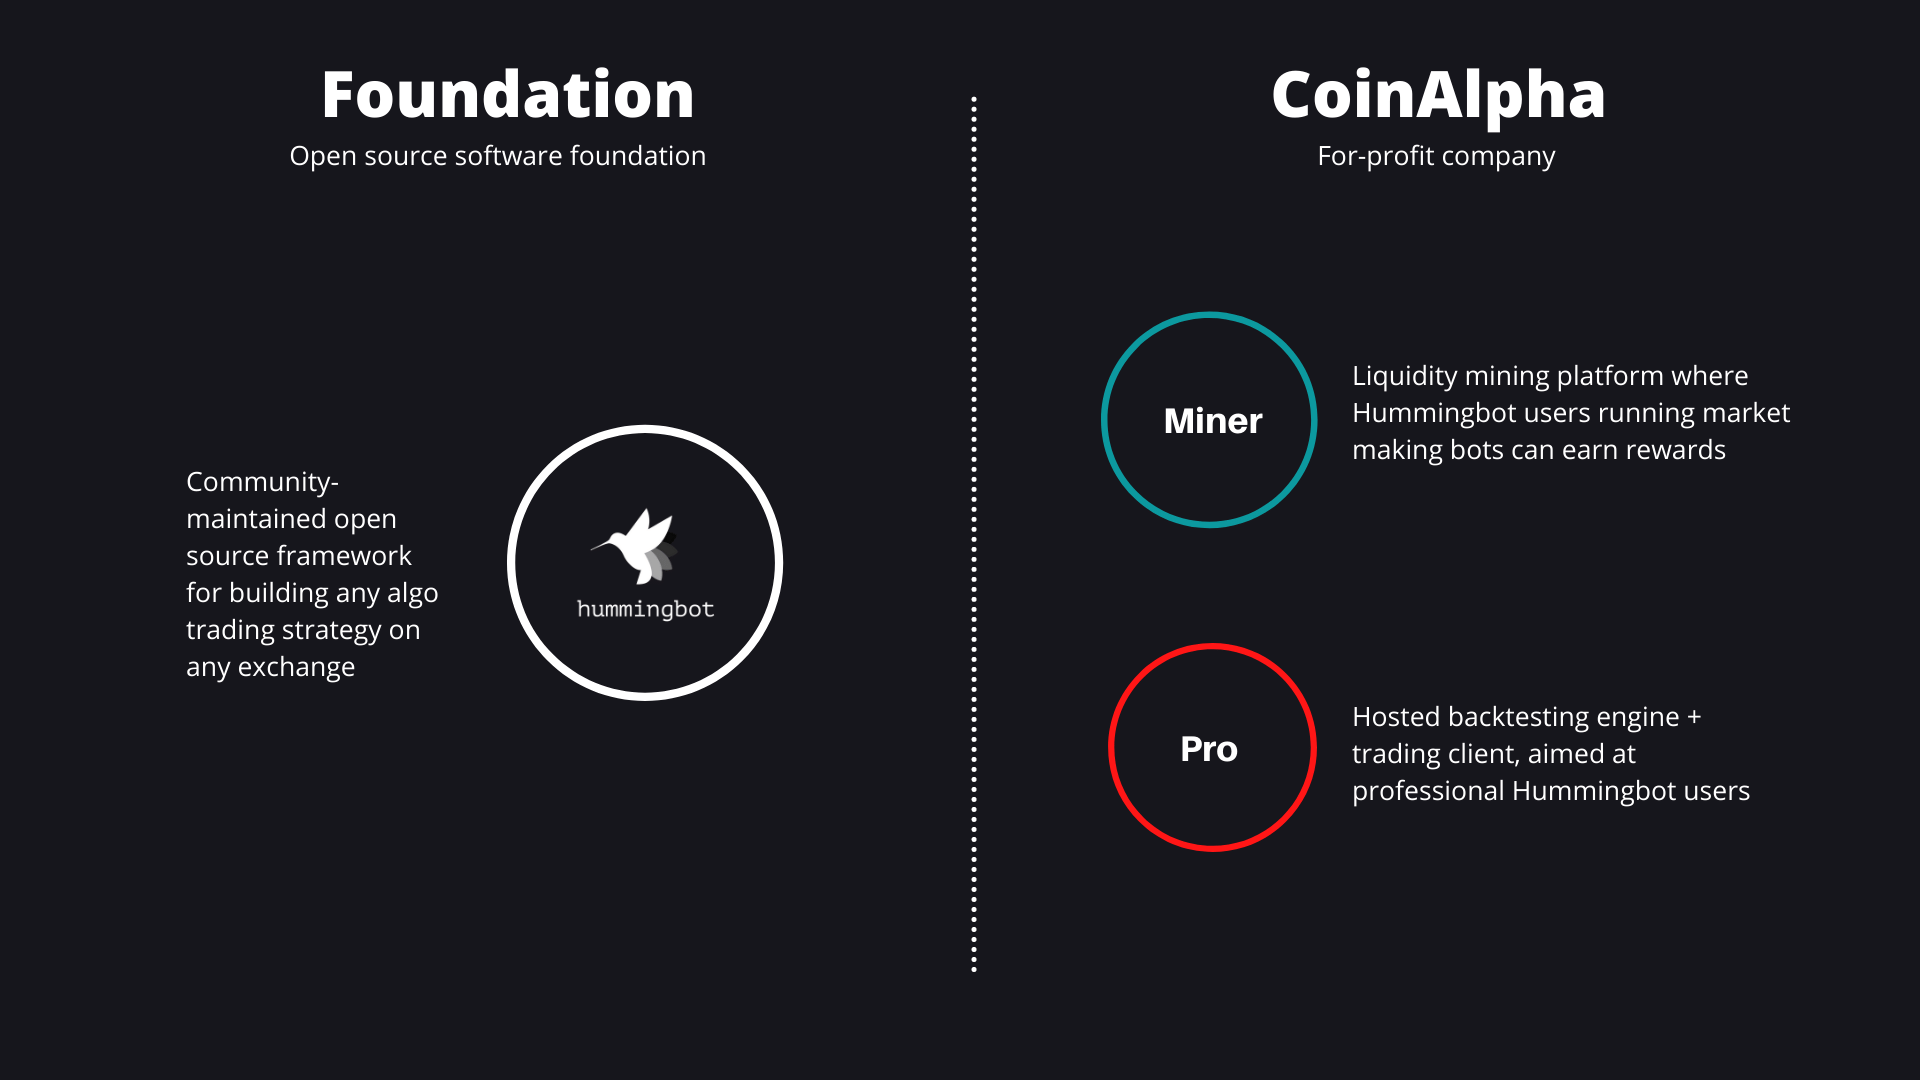 Foundation
Open source software foundation
Community-
maintained open
source framework
for building any algo
trading strategy on
any exchange
hummingbot
CoinAlpha
For-profit company
Miner
Liquidity mining platform where
Hummingbot users running market
making bots can earn rewards
Pro
Hosted backtesting engine +
trading client, aimed at
professional Hummingbot users